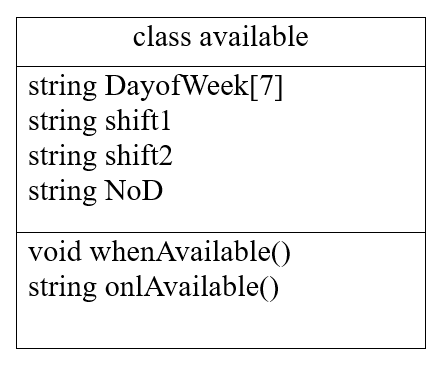 class available
string DayofWeek[7]
string shift1
string shift2
string NoD
void whenAvailable()
string onlAvailable()